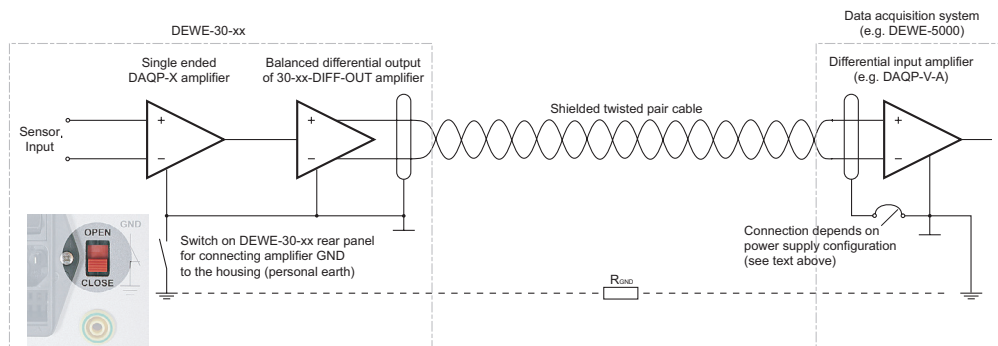 Data acquisition system
(e.g. DEWE-5000)
DEWE-30-xx
Single ended
DAQP-X amplifier
Balanced differential output
of 30-xx-DIFF-OUT amplifier
Differential input amplifier
(e.g. DAQP-V-A)
Shielded twisted pair cable
Sensor,
Input
+
−
+
−
+
−
OPEN
GND
CLOSE
Switch on DEWE-30-xx rear panel
for connecting amplifier GND
to the housing (personal earth)
Connection depends on
power supply configuration
(see text above)
RGND